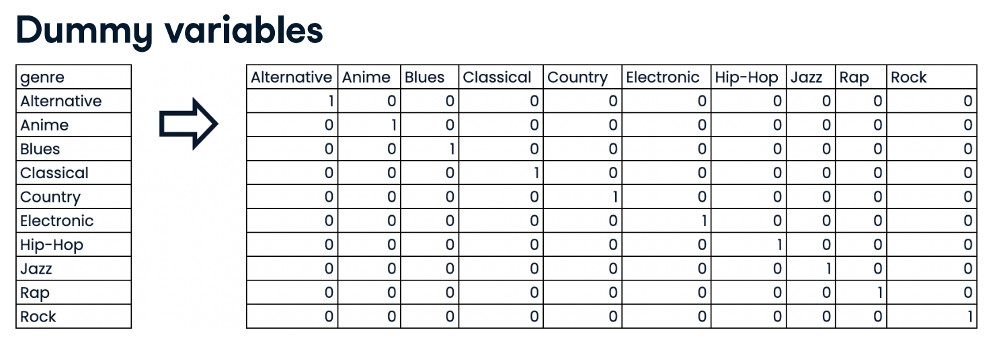 Dummy variables
genre
Alternative
Anime
Blues
Classical
Country
Electronic
Hip-Hop
Jazz
Rap
Rock
Alternative Anime Blues Classical Country Electronic Hip-Hop Jazz Rap Rock
1 0 0 0 0 0 0 0 0 0
0 1 0 0 0 0 0 0 0 0
0 0 1 0 0 0 0 0 0 0
0 0 0 1 0 0 0 0 0 0
0 0 0 0 1 0 0 0 0 0
0 0 0 0 0 1 0 0 0 0
0 0 0 0 0 0 1 0 0 0
0 0 0 0 0 0 0 1 0 0
0 0 0 0 0 0 0 0 1 0
0 0 0 0 0 0 0 0 0 1